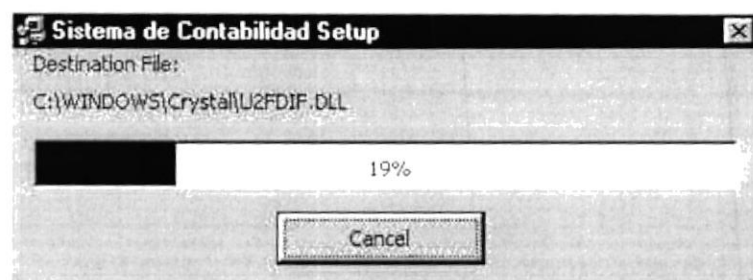 Sistema de Contabilidad Setup
Destination File:
C:\WINDOWS\Crystal\U2FDIF.DLL
19%
Cancel